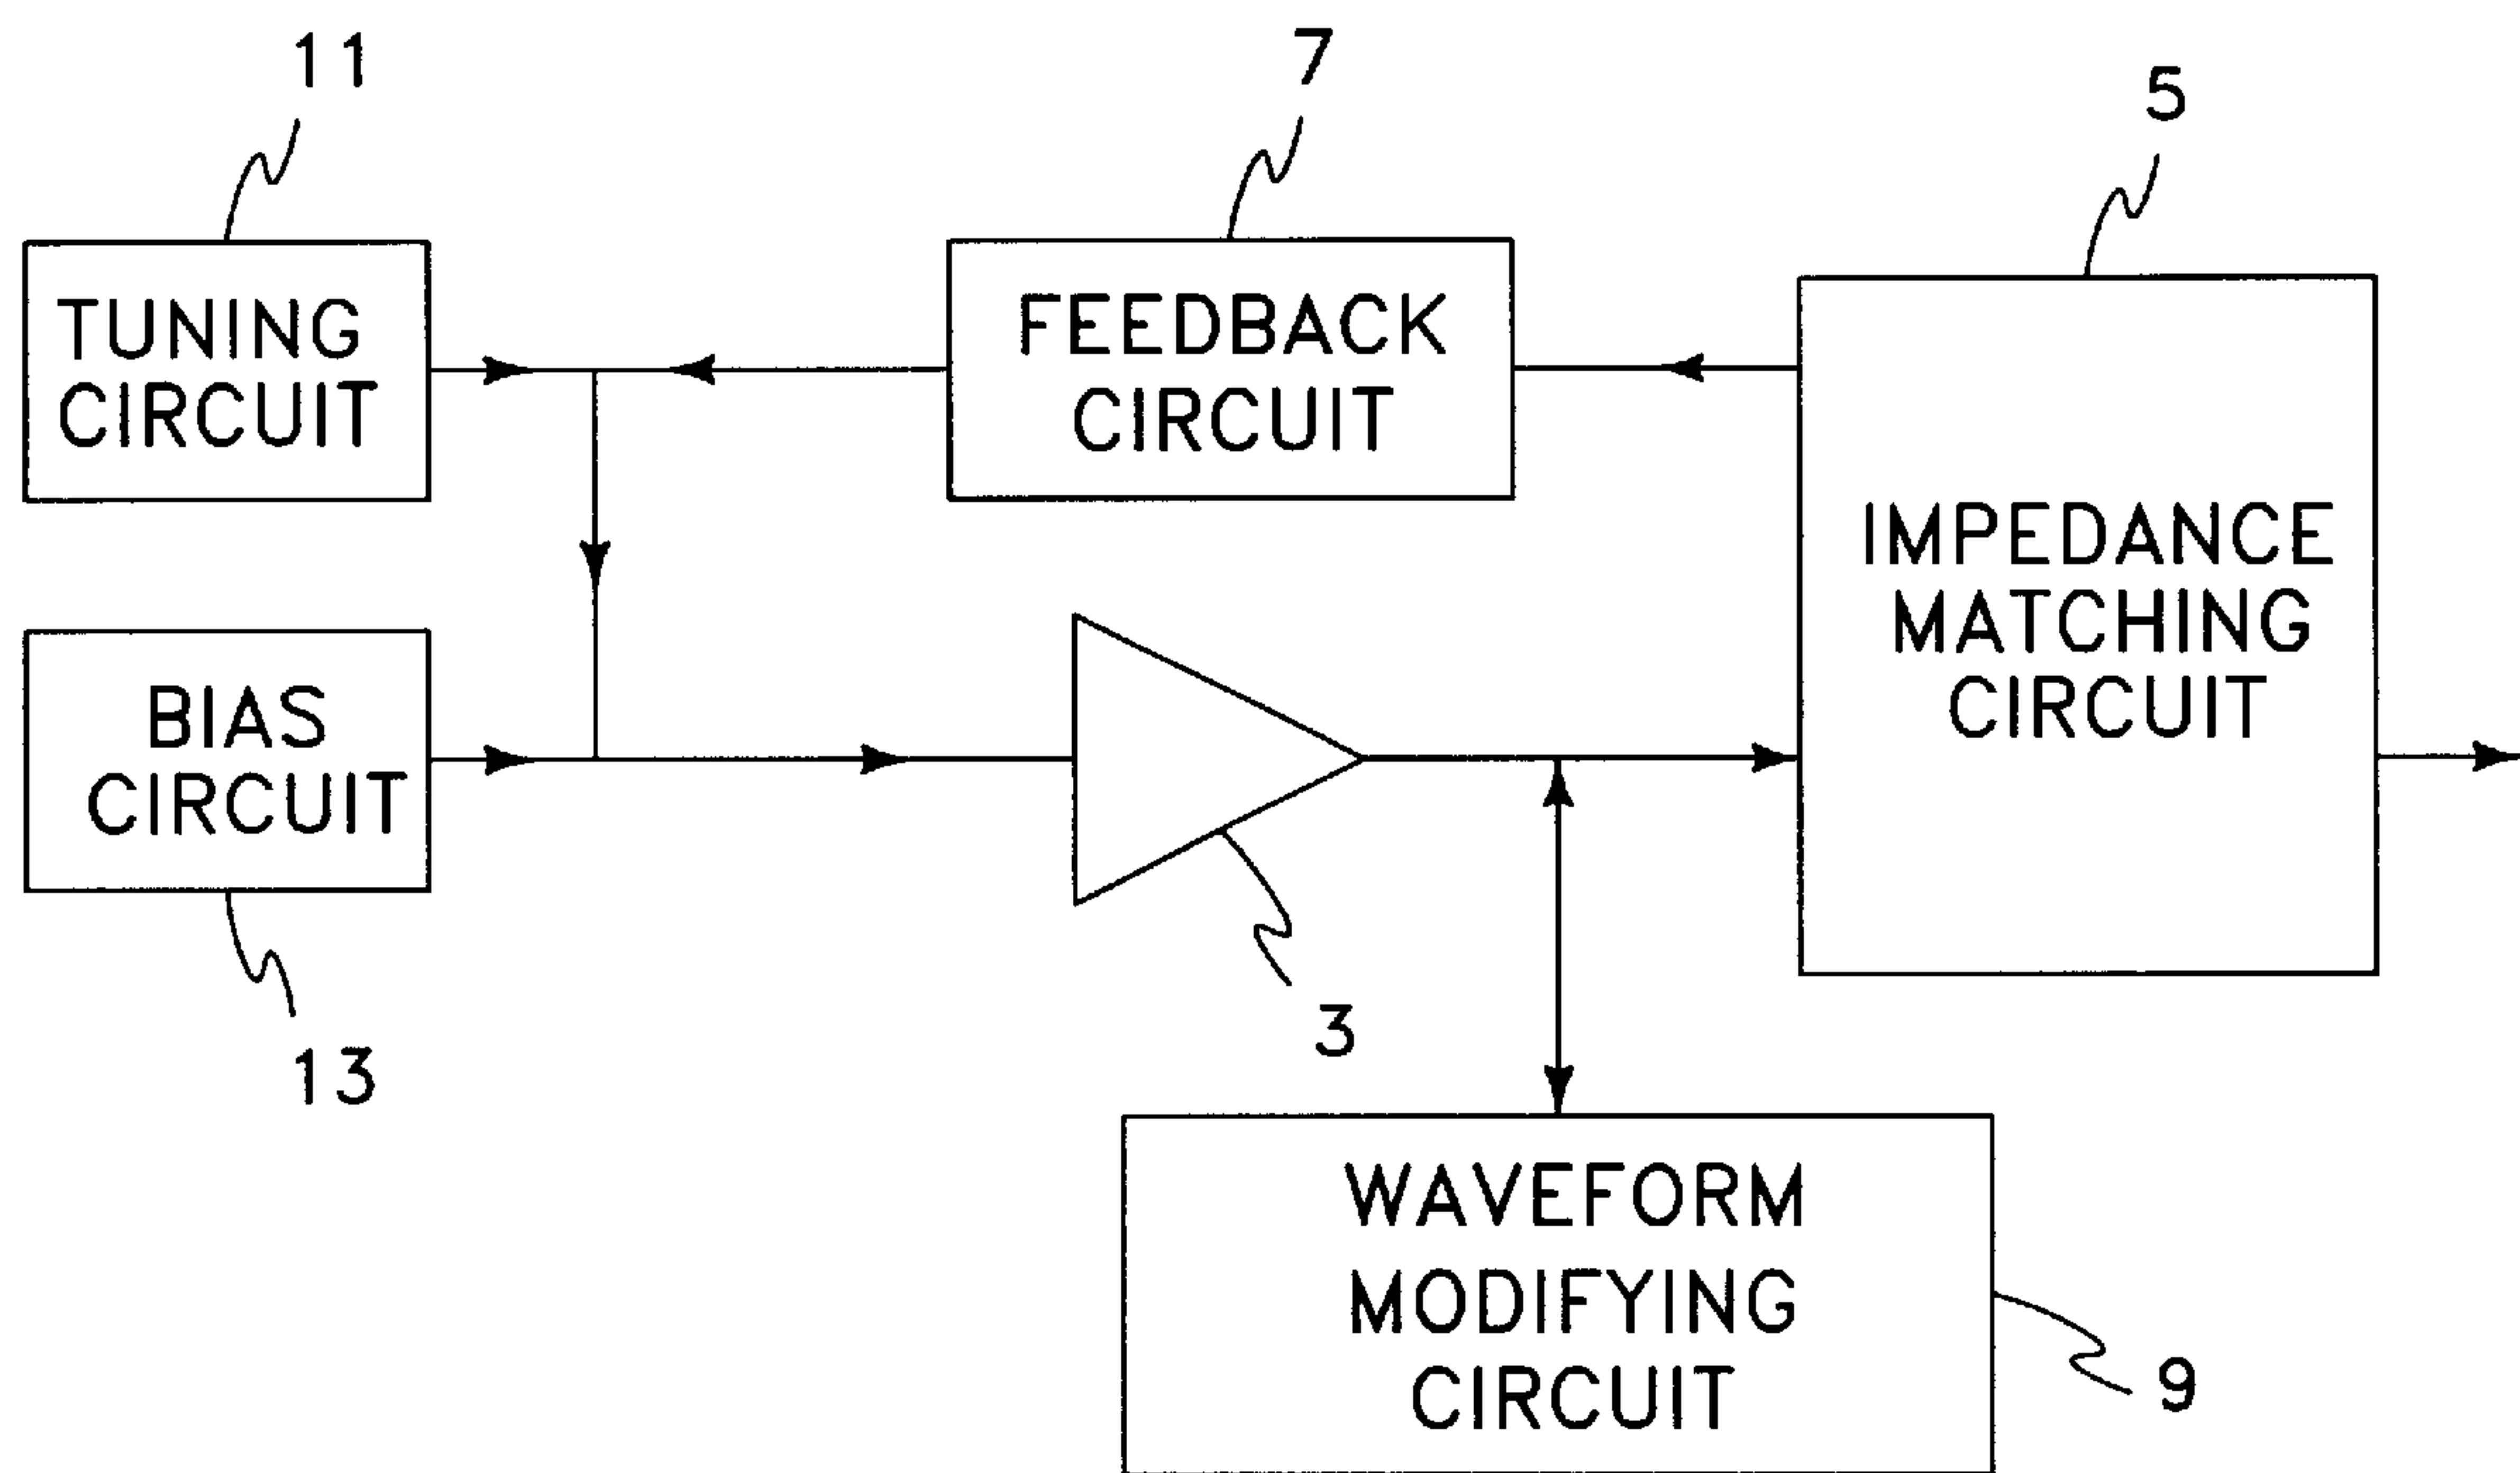 11
7
5
TUNING
CIRCUIT
FEEDBACK
CIRCUIT
IMPEDANCE
MATCHING
CIRCUIT
BIAS
CIRCUIT
3
13
WAVEFORM
MODIFYING
CIRCUIT
9